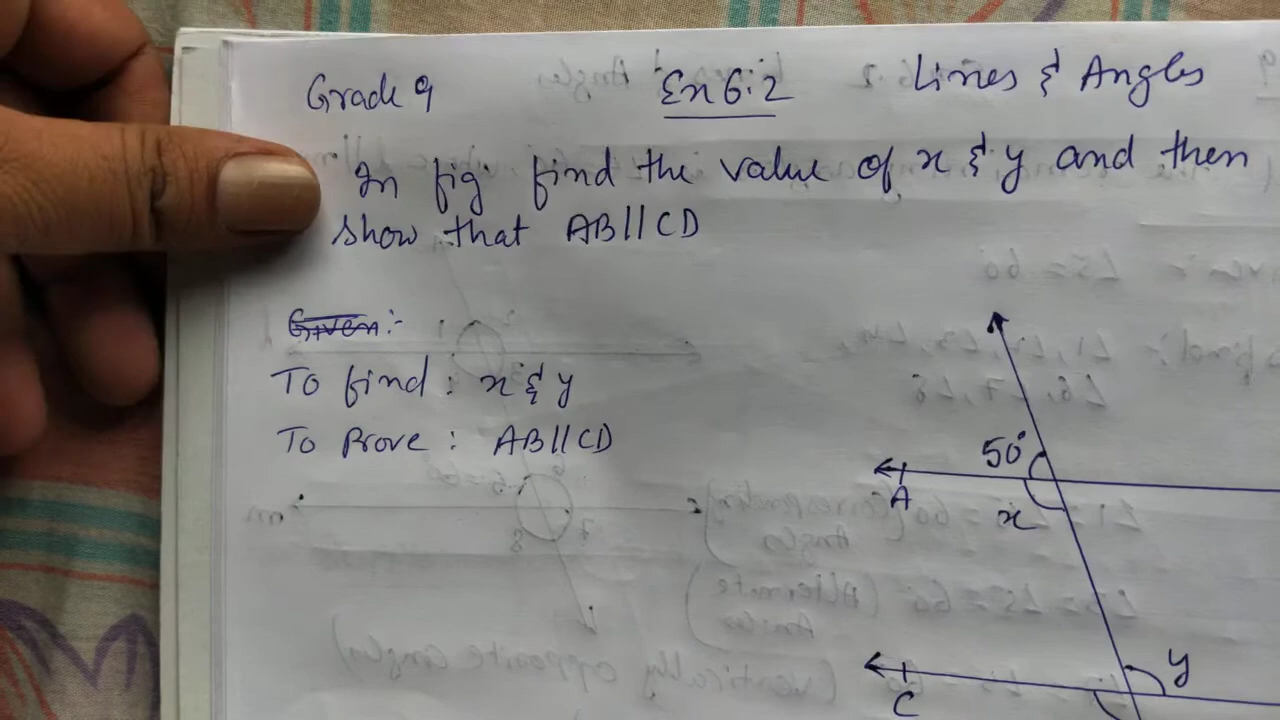 Grade 9 Ex 6.2 Lines & Angles
In fig. find the value of x & y and then
show that AB||CD
Given:-
To find : x & y
To Prove : AB||CD
50°
A
x
y
C